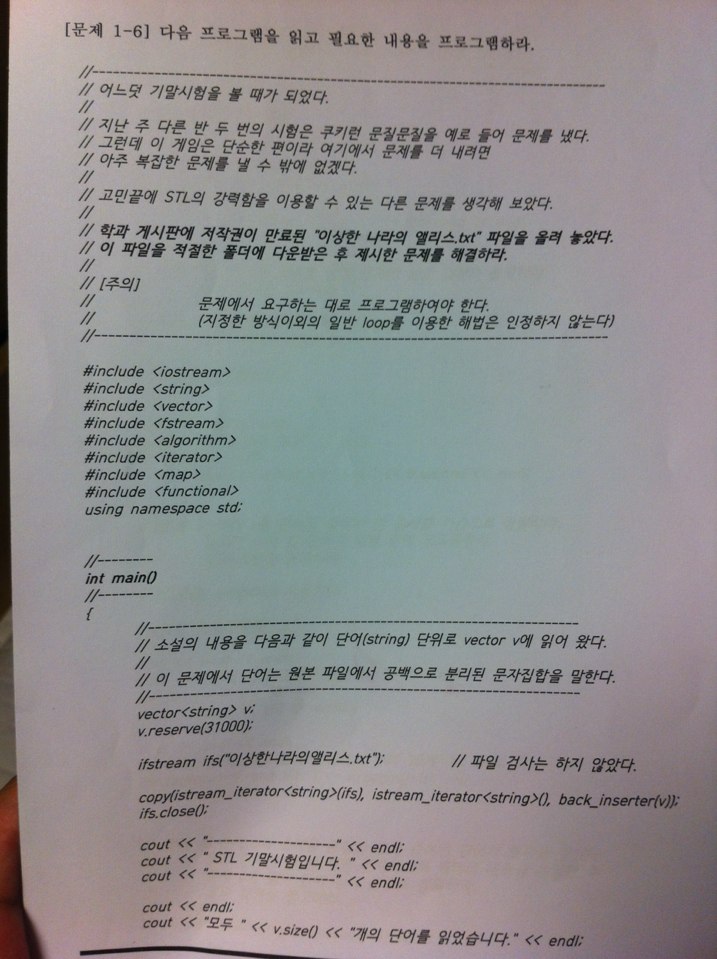 [문제 1-6] 다음 프로그램을 읽고 필요한 내용을 프로그램하라.
//--------------------------------------------------------------------------
// 어느덧 기말시험을 볼 때가 되었다.
//
// 지난 주 다른 반 두 번의 시험은 쿠키런 문질문질을 예로 들어 문제를 냈다.
// 그런데 이 게임은 단순한 편이라 여기에서 문제를 더 내려면
// 아주 복잡한 문제를 낼 수 밖에 없겠다.
//
// 고민끝에 STL의 강력함을 이용할 수 있는 다른 문제를 생각해 보았다.
//
// 학과 게시판에 저작권이 만료된 "이상한 나라의 앨리스.txt" 파일을 올려 놓았다.
// 이 파일을 적절한 폴더에 다운받은 후 제시한 문제를 해결하라.
//
// [주의]
// 문제에서 요구하는 대로 프로그램하여야 한다.
// (지정한 방식이외의 일반 loop를 이용한 해법은 인정하지 않는다)
//--------------------------------------------------------------------------
#include <iostream>
#include <string>
#include <vector>
#include <fstream>
#include <algorithm>
#include <iterator>
#include <map>
#include <functional>
using namespace std;
//--------
int main()
//--------
{
//--------------------------------------------------------------
// 소설의 내용을 다음과 같이 단어(string) 단위로 vector v에 읽어 왔다.
//
// 이 문제에서 단어는 원본 파일에서 공백으로 분리된 문자집합을 말한다.
//--------------------------------------------------------------
vector<string> v;
v.reserve(31000);
ifstream ifs("이상한나라의앨리스.txt"); // 파일 검사는 하지 않았다.
copy(istream_iterator<string>(ifs), istream_iterator<string>(), back_inserter(v));
ifs.close();
cout << "---------------------" << endl;
cout << " STL 기말시험입니다. " << endl;
cout << "---------------------" << endl;
cout << endl;
cout << "모두 " << v.size() << "개의 단어를 읽었습니다." << endl;